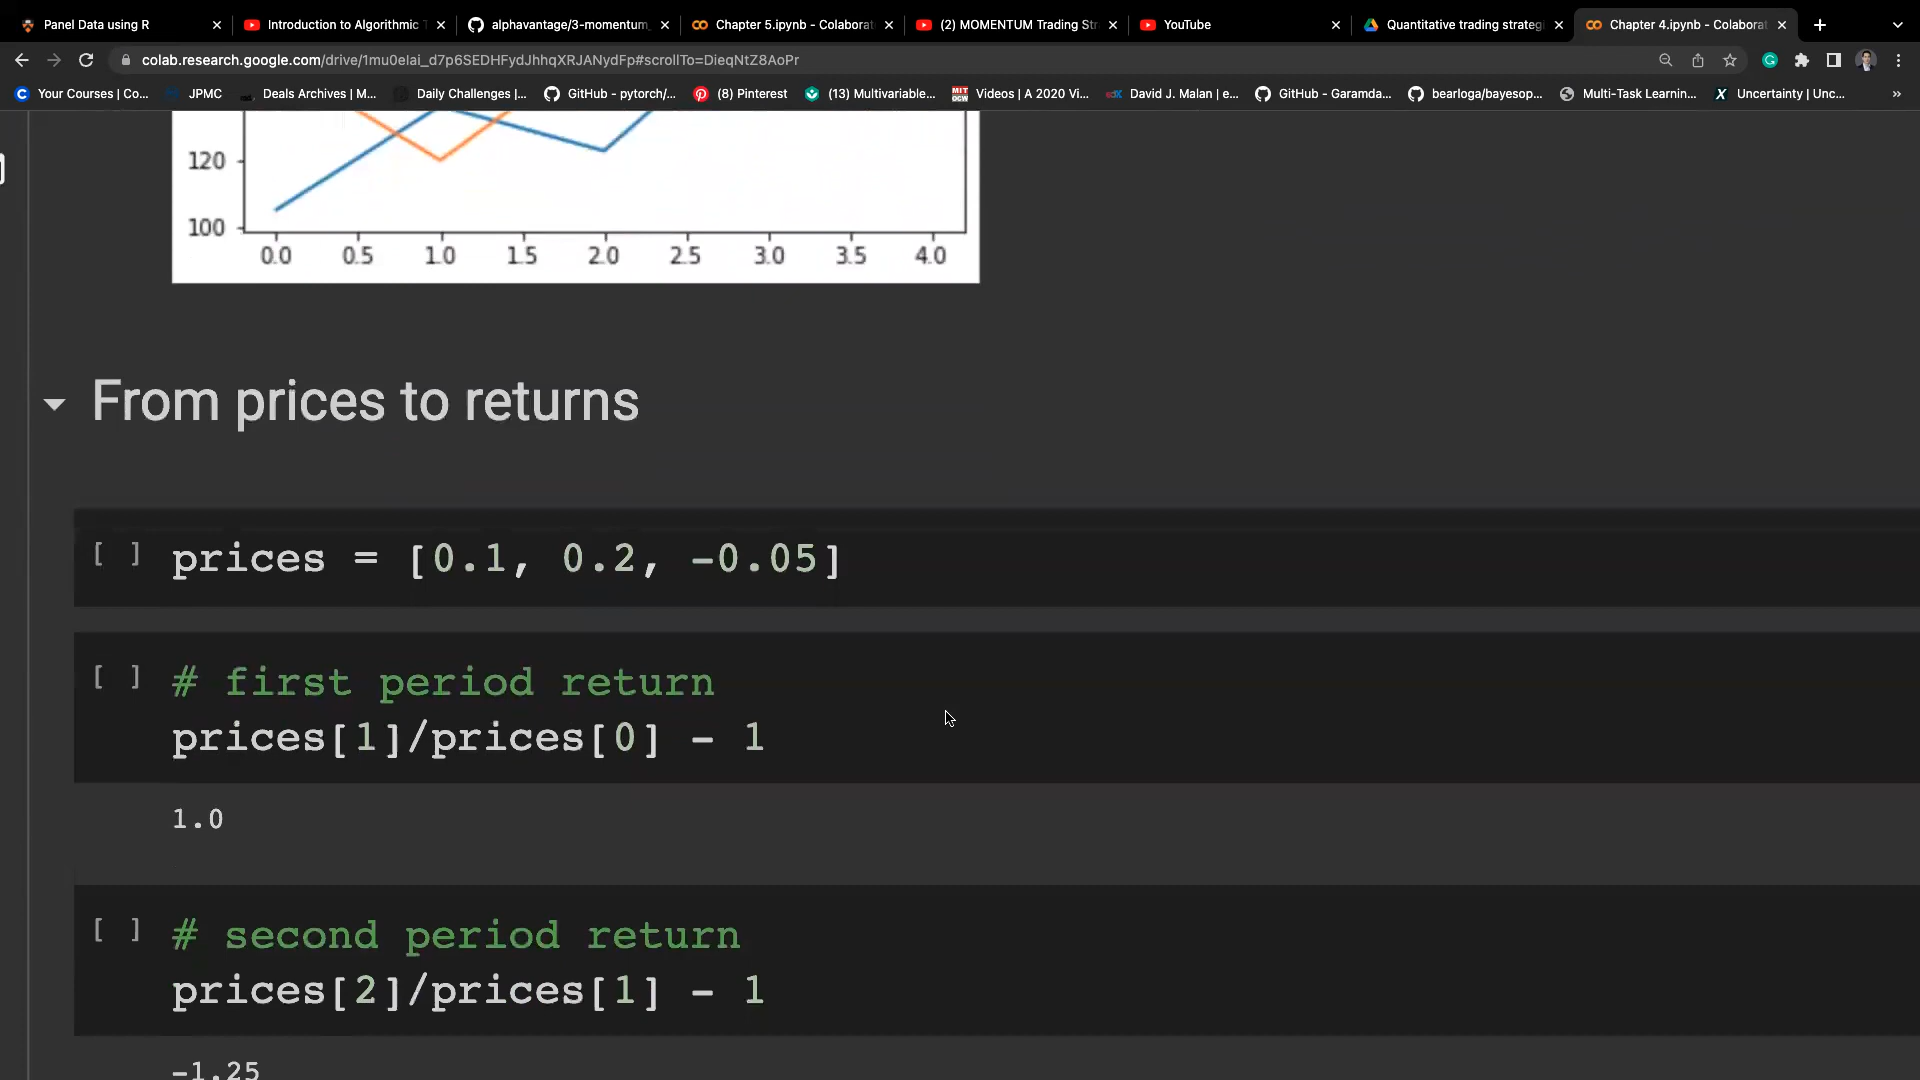 Panel Data using R
Introduction to Algorithmic T
alphavantage/3-momentum_
Chapter 5.ipynb - Colaborat
(2) MOMENTUM Trading Str
YouTube
Quantitative trading strategi
Chapter 4.ipynb - Colaborat
colab.research.google.com/drive/1mu0elai_d7p6SEDHFydJhhqXRJANydFp#scrollTo=DieqNtZ8AoPr
Your Courses | Co...
JPMC
Deals Archives | M...
Daily Challenges |...
GitHub - pytorch/...
(8) Pinterest
(13) Multivariable...
MIT OCW
Videos | A 2020 Vi...
edX
David J. Malan | e...
GitHub - Garamda...
bearloga/bayesop...
Multi-Task Learnin...
Uncertainty | Unc...
»
120
100
0.0 0.5 1.0 1.5 2.0 2.5 3.0 3.5 4.0
From prices to returns
[ ] prices = [0.1, 0.2, -0.05]
[ ] # first period return
prices[1]/prices[0] - 1
1.0
[ ] # second period return
prices[2]/prices[1] - 1
-1.25